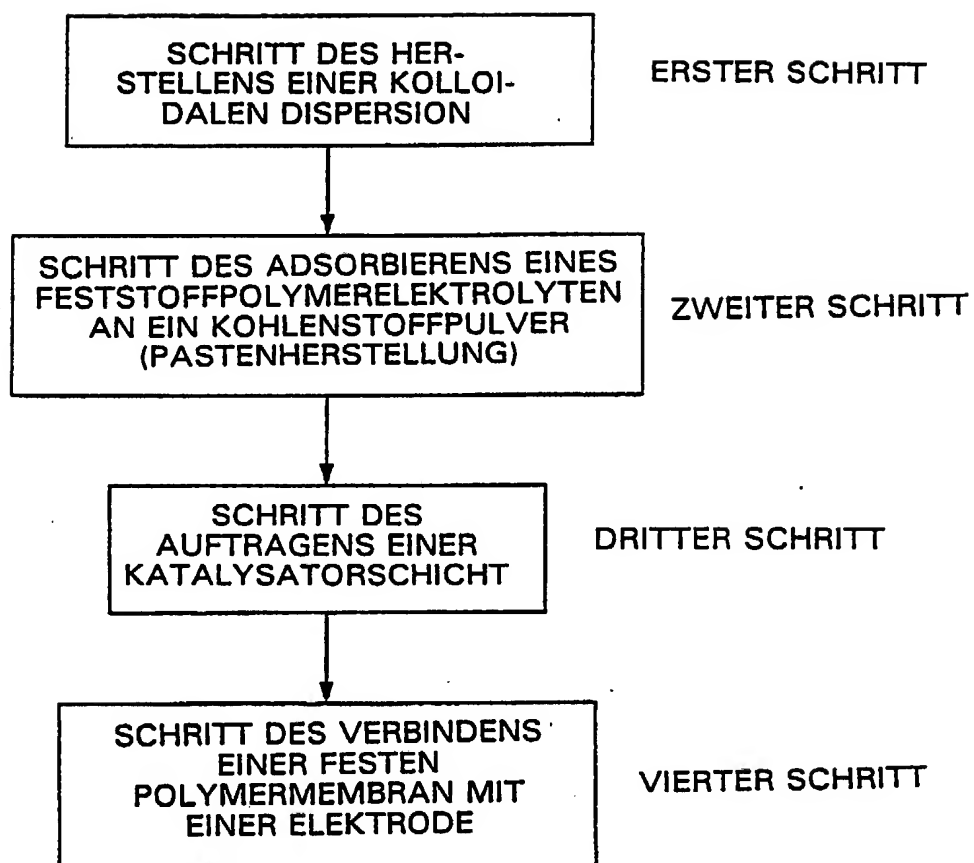 SCHRITT DES HER-
STELLENS EINER KOLLOI-
DALEN DISPERSION
ERSTER SCHRITT
SCHRITT DES ADSORBIERENS EINES
FESTSTOFFPOLYMERELEKTROLYTEN
AN EIN KOHLENSTOFFPULVER
(PASTENHERSTELLUNG)
ZWEITER SCHRITT
SCHRITT DES
AUFTRAGENS EINER
KATALYSATORSCHICHT
DRITTER SCHRITT
SCHRITT DES VERBINDENS
EINER FESTEN
POLYMERMEMBRAN MIT
EINER ELEKTRODE
VIERTER SCHRITT